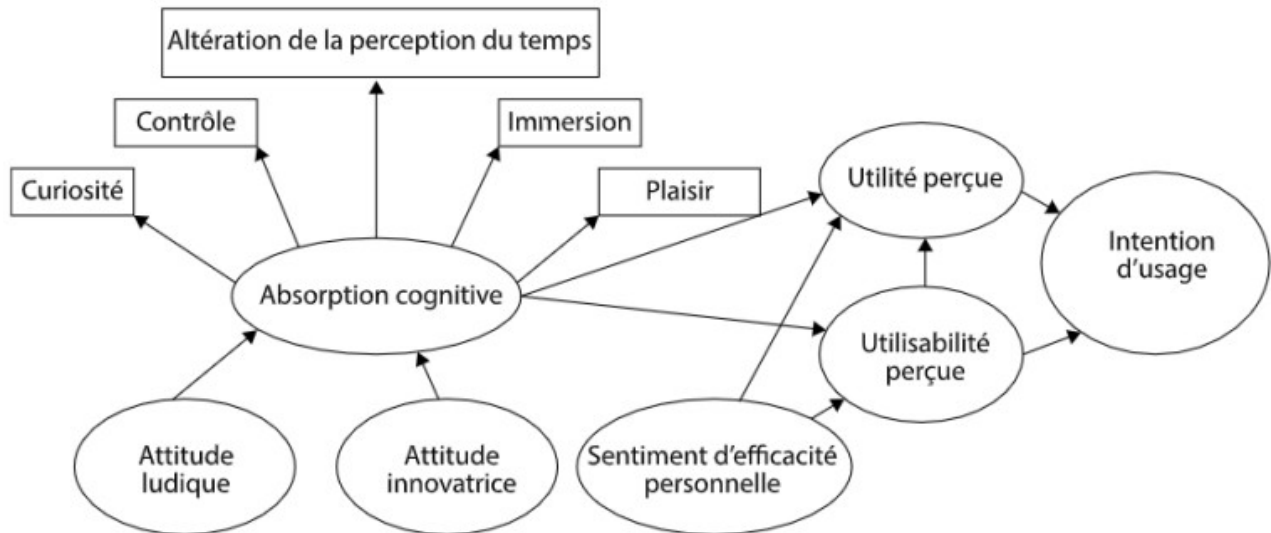 Altération de la perception du temps
Contrôle
Immersion
Curiosité
Plaisir
Utilité perçue
Intention
d’usage
Absorption cognitive
Utilisabilité
perçue
Attitude
ludique
Attitude
innovatrice
Sentiment d’efficacité
personnelle